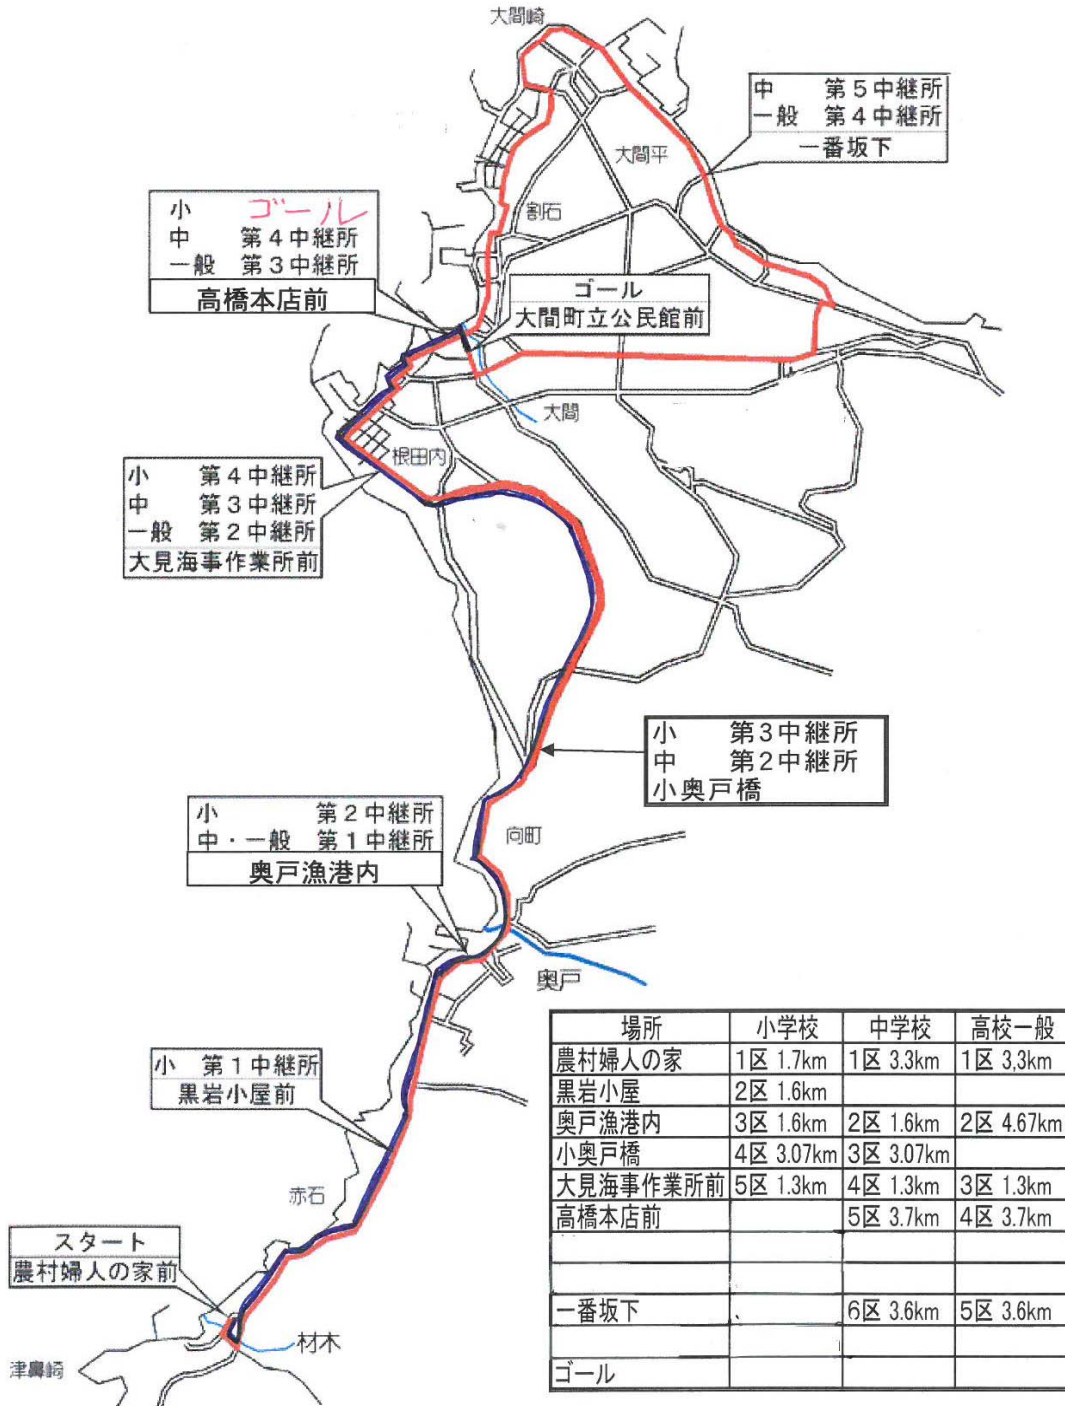 大間崎
中 第5中継所
一般 第4中継所
一番坂下
大間平
小 ゴール
中 第4中継所
一般 第3中継所
高橋本店前
割石
ゴール
大間町立公民館前
大間
根田内
小 第4中継所
中 第3中継所
一般 第2中継所
大見海事作業所前
小 第3中継所
中 第2中継所
小奥戸橋
小 第2中継所
中・一般 第1中継所
奥戸漁港内
向町
奥戸
小 第1中継所
黒岩小屋前
赤石
スタート
農村婦人の家前
材木
津鼻崎
場所 小学校 中学校 高校一般
農村婦人の家 1区 1.7km 1区 3.3km 1区 3,3km
黒岩小屋 2区 1.6km
奥戸漁港内 3区 1.6km 2区 1.6km 2区 4.67km
小奥戸橋 4区 3.07km 3区 3.07km
大見海事作業所前 5区 1.3km 4区 1.3km 3区 1.3km
高橋本店前 5区 3.7km 4区 3.7km
一番坂下 6区 3.6km 5区 3.6km
ゴール